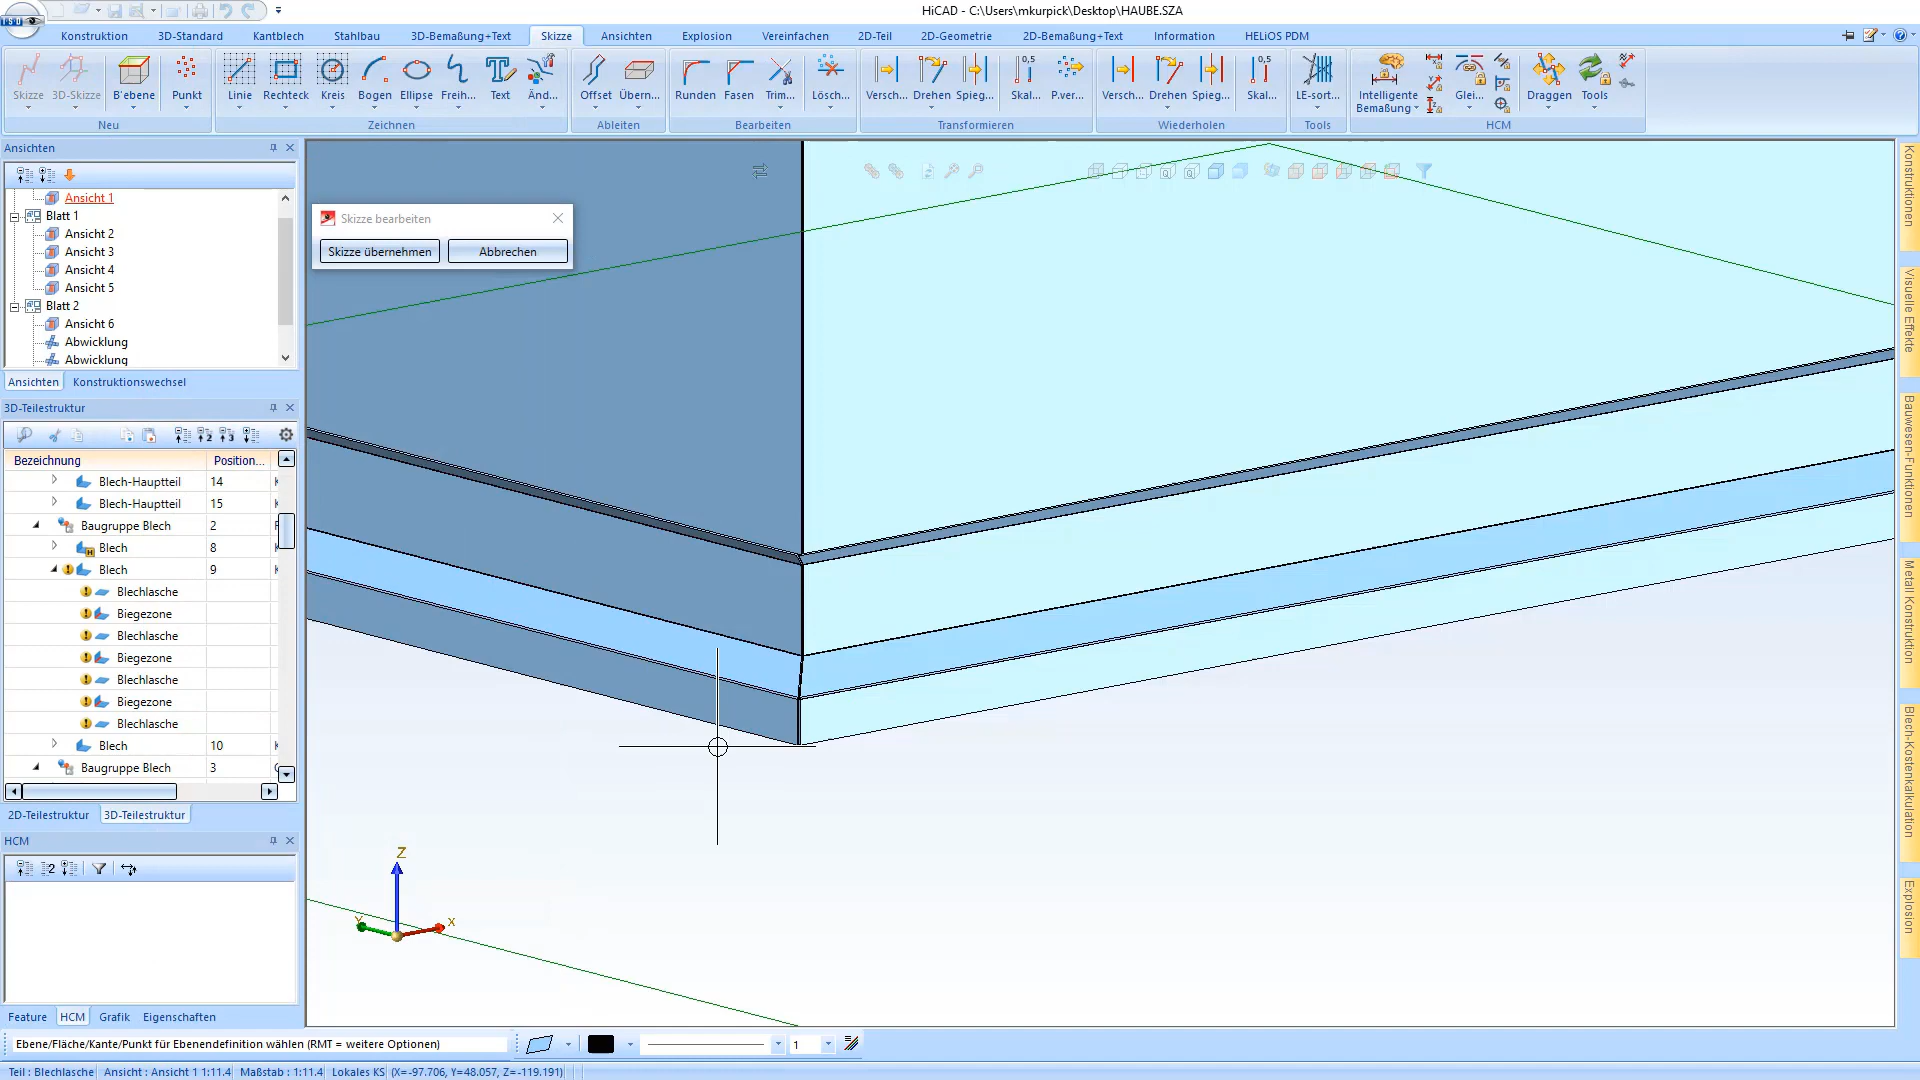 HiCAD - C:\Users\mkurpick\Desktop\HAUBE.SZA
ISD
Konstruktion 3D-Standard Kantblech Stahlbau 3D-Bemaßung+Text Skizze Ansichten Explosion Vereinfachen 2D-Teil 2D-Geometrie 2D-Bemaßung+Text Information HELiOS PDM
Skizze 3D-Skizze B'ebene Punkt Linie Rechteck Kreis Bogen Ellipse Freih... Text Änd... Offset Übern... Runden Fasen Trim... Lösch... Versch... Drehen Spieg... Skal... P.ver... Versch... Drehen Spieg... Skal... LE-sort... Intelligente Bemaßung Glei... Draggen Tools
Neu Zeichnen Ableiten Bearbeiten Transformieren Wiederholen Tools HCM
Ansichten
Ansicht 1
Blatt 1
Ansicht 2
Ansicht 3
Ansicht 4
Ansicht 5
Blatt 2
Ansicht 6
Abwicklung
Abwicklung
Ansichten Konstruktionswechsel
3D-Teilestruktur
Bezeichnung Position...
Blech-Hauptteil 14
Blech-Hauptteil 15
Baugruppe Blech 2
Blech 8
Blech 9
Blechlasche
Biegezone
Blechlasche
Biegezone
Blechlasche
Biegezone
Blechlasche
Blech 10
Baugruppe Blech 3
2D-Teilestruktur 3D-Teilestruktur
HCM
Feature HCM Grafik Eigenschaften
Skizze bearbeiten
Skizze übernehmen Abbrechen
Z
Y
X
Konstruktionen
Visuelle Effekte
Bauwesen-Funktionen
Metall Konstruktion
Blech-Kostenkalkulation
Explosion
Ebene/Fläche/Kante/Punkt für Ebenendefinition wählen (RMT = weitere Optionen) 1
Teil : Blechlasche Ansicht : Ansicht 1 1:11.4 Maßstab : 1:11.4 Lokales KS (X=-97.706, Y=48.057, Z=-119.191)